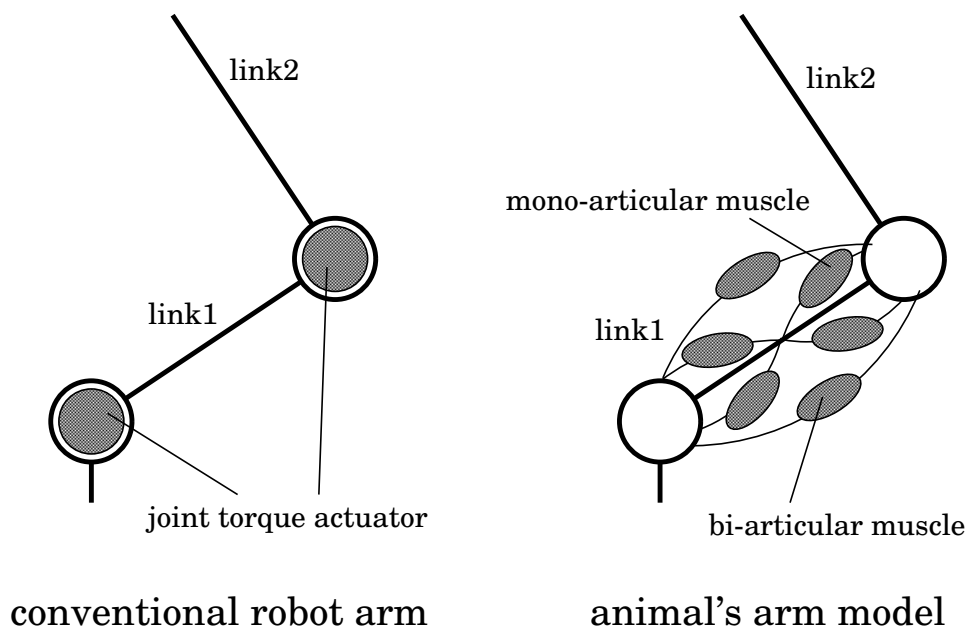 link2
link1
joint torque actuator
conventional robot arm
link2
mono-articular muscle
link1
bi-articular muscle
animal's arm model